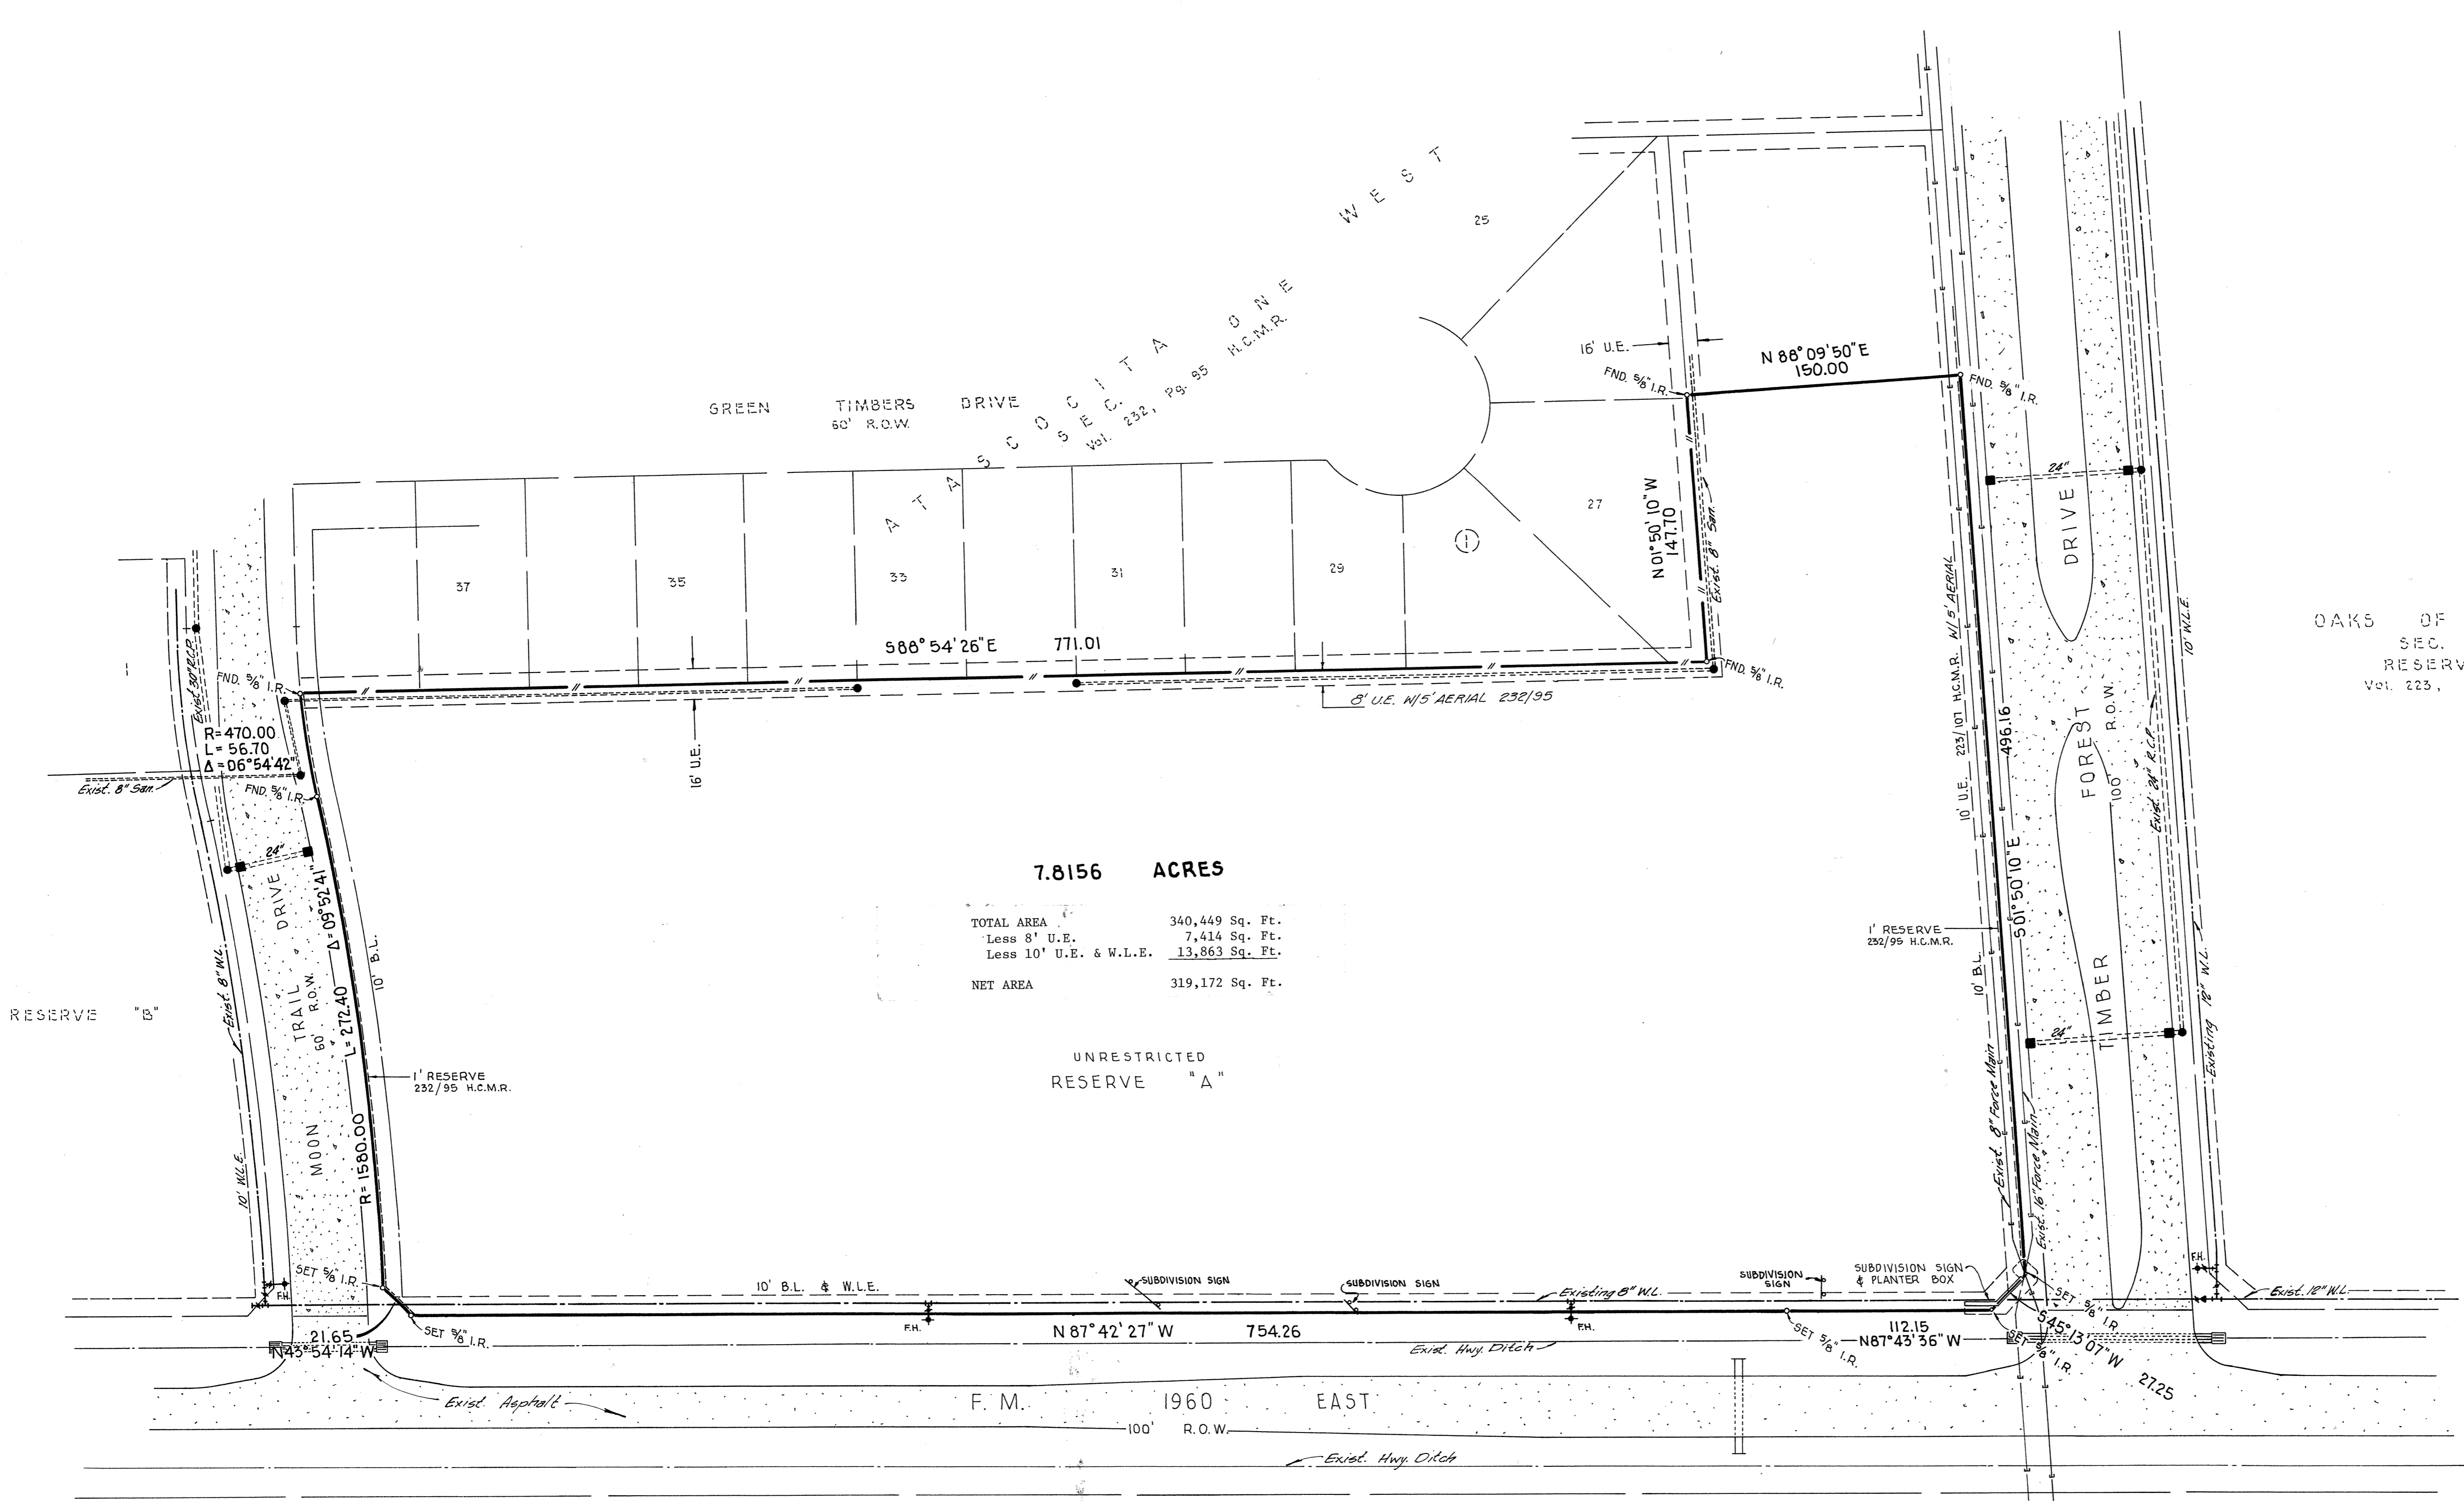 W E S T
25
O N E
A T A S C O C I T A
S E C.
Vol. 232, Pg. 95 H.C.M.R.
GREEN TIMBERS DRIVE
60' R.O.W.
16' U.E.
N 88° 09' 50" E
150.00
FND. 5/8" I.R.
FND. 5/8" I.R.
24"
27
1
N 01° 50' 10" W
147.70
Exist. 8" San.
37
35
33
31
29
S88° 54' 26" E 771.01
FND. 5/8" I.R.
FND. 5/8" I.R.
8' U.E. W/5' AERIAL 232/95
16' U.E.
Exist. 30" R.C.P.
R=470.00
L= 56.70
Δ=06°54'42"
Exist. 8" San.
FND. 5/8" I.R.
24"
10' U.E. 223/107 H.C.M.R. W/5' AERIAL
496.16
S 01° 50' 10" E
TIMBER FOREST DRIVE
100' R.O.W.
Exist. 24" R.C.P.
10' W.L.E.
OAKS OF
SEC.
RESERV
Vol. 223,
7.8156 ACRES
TOTAL AREA 340,449 Sq. Ft.
Less 8' U.E. 7,414 Sq. Ft.
Less 10' U.E. & W.L.E. 13,863 Sq. Ft.
NET AREA 319,172 Sq. Ft.
UNRESTRICTED
RESERVE "A"
RESERVE "B"
Exist. 8" W.L.
10' W.L.E.
MOON TRAIL DRIVE
60' R.O.W.
R= 1580.00 L= 272.40 Δ=09°52'41"
10' B.L.
1' RESERVE
232/95 H.C.M.R.
1' RESERVE
232/95 H.C.M.R.
10' B.L.
24"
Exist. 8" Force Main
Exist. 16" Force Main
Existing 12" W.L.
SET 5/8" I.R.
F.H.
10' B.L. & W.L.E.
SUBDIVISION SIGN
SUBDIVISION SIGN
Existing 8" W.L.
SUBDIVISION
SIGN
SUBDIVISION SIGN
& PLANTER BOX
F.H.
Exist. 12" W.L.
SET 5/8" I.R.
SET 5/8" I.R.
S45° 13' 07" W
27.25
21.65
N43° 54' 14" W
SET 5/8" I.R.
F.H.
N 87° 42' 27" W 754.26
F.H.
SET 5/8" I.R.
112.15
N87° 43' 36" W
Exist. Hwy. Ditch
Exist. Asphalt
F. M. 1960 EAST
100' R.O.W.
Exist. Hwy. Ditch